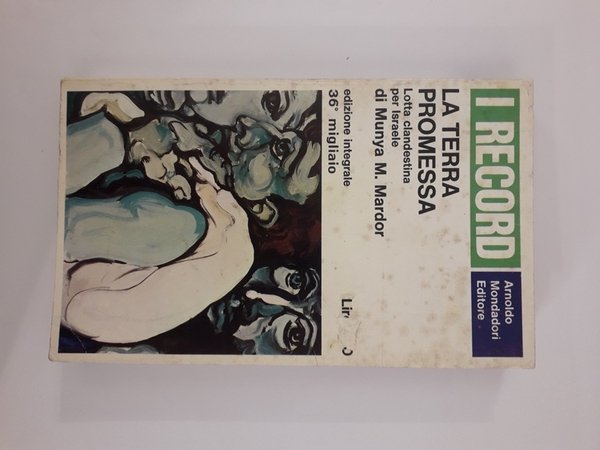 I RECORD
Arnoldo
Mondadori
Editore
LA TERRA
PROMESSA
Lotta clandestina
per Israele
di Munya M. Mardor
edizione integrale
36° migliaio